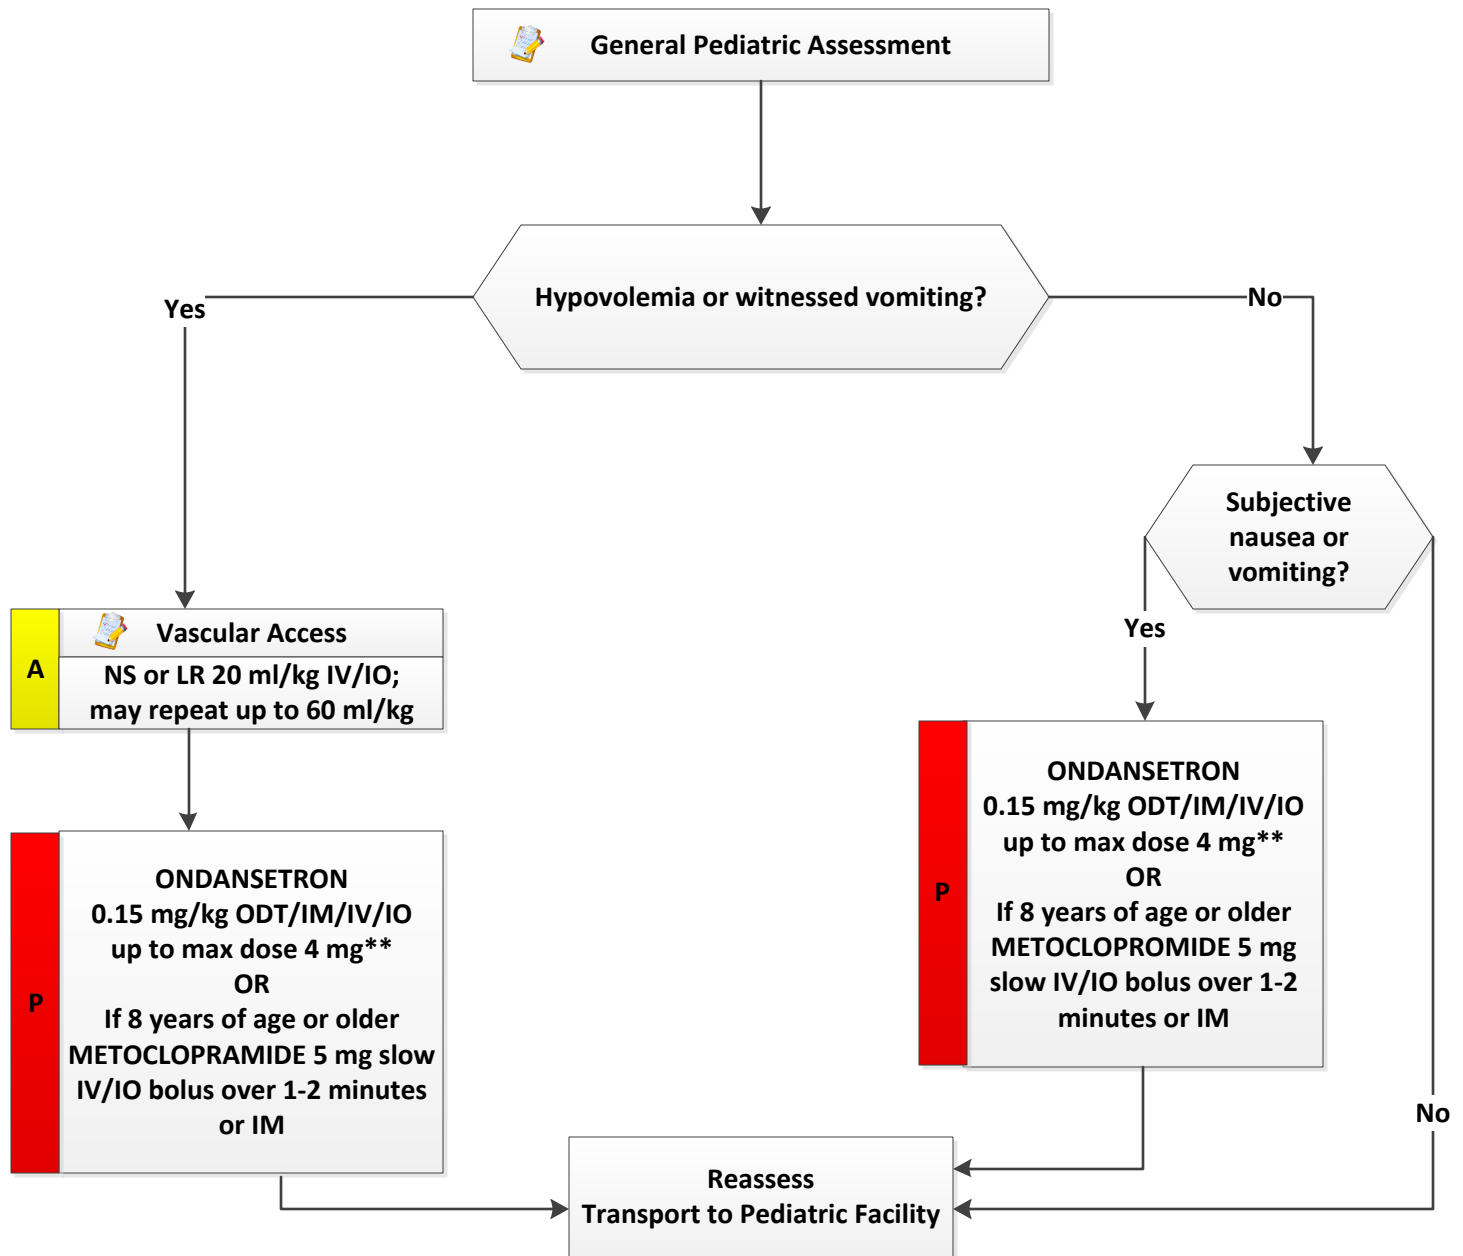 General Pediatric Assessment
Hypovolemia or witnessed vomiting?
Yes
No
Subjective
nausea or
vomiting?
Yes
No
A
Vascular Access
NS or LR 20 ml/kg IV/IO;
may repeat up to 60 ml/kg
P
ONDANSETRON
0.15 mg/kg ODT/IM/IV/IO
up to max dose 4 mg**
OR
If 8 years of age or older
METOCLOPRAMIDE 5 mg slow
IV/IO bolus over 1-2 minutes
or IM
P
ONDANSETRON
0.15 mg/kg ODT/IM/IV/IO
up to max dose 4 mg**
OR
If 8 years of age or older
METOCLOPROMIDE 5 mg
slow IV/IO bolus over 1-2
minutes or IM
Reassess
Transport to Pediatric Facility